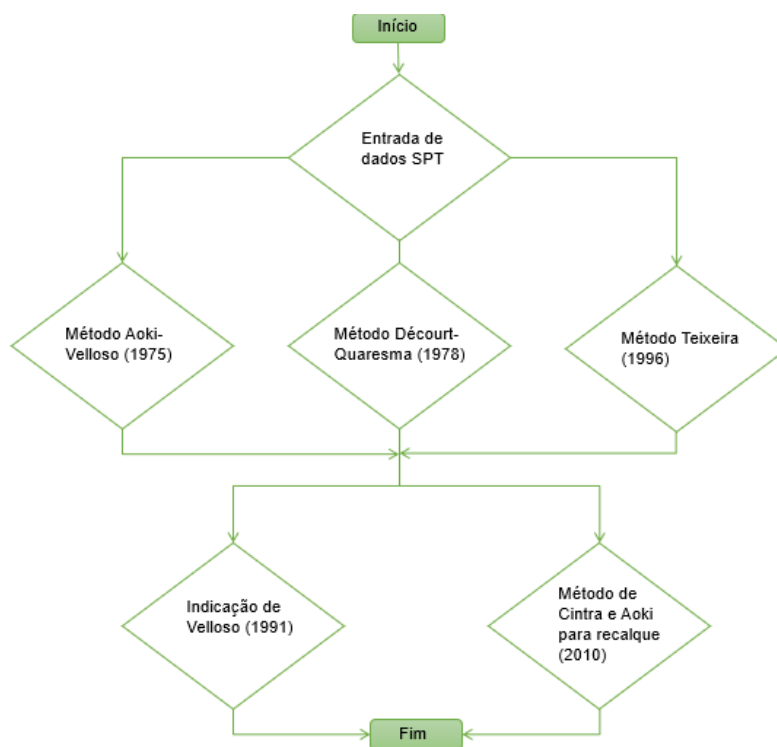 Início
Entrada de
dados SPT
Método Aoki-
Velloso (1975)
Método Décourt-
Quaresma (1978)
Método Teixeira
(1996)
Indicação de
Velloso (1991)
Método de
Cintra e Aoki
para recalque
(2010)
Fim